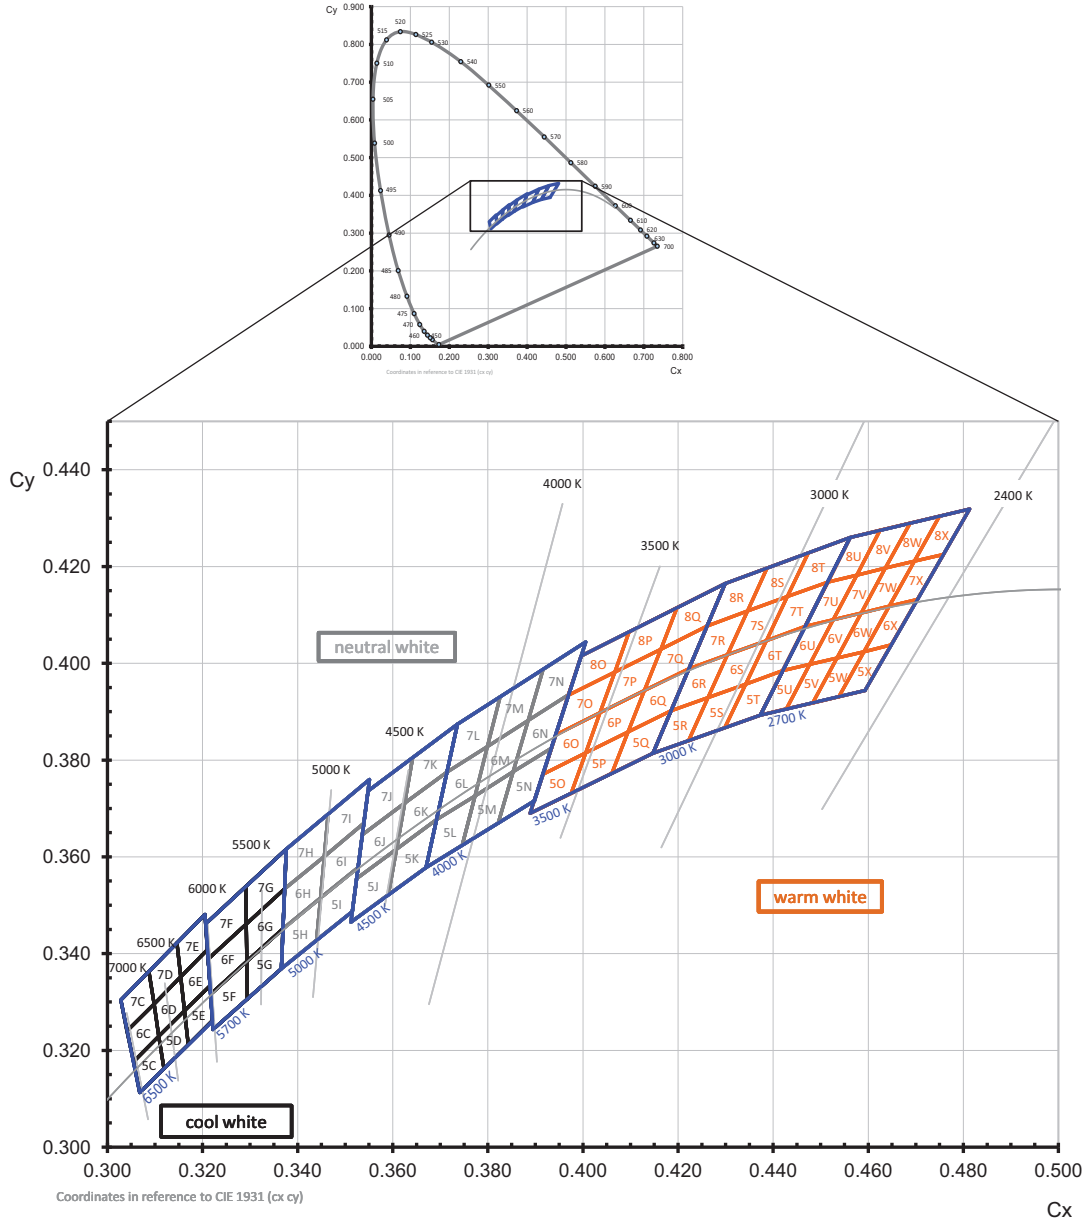 Cy
0.900
0.800
0.700
0.600
0.500
0.400
0.300
0.200
0.100
0.000
520
515
525
530
510
540
550
505
560
570
500
580
590
495
600
610
620
630
700
490
485
480
475
470
460
450
0.000 0.100 0.200 0.300 0.400 0.500 0.600 0.700 0.800
Coordinates in reference to CIE 1931 (cx cy)
Cx
Cy
0.440
0.420
0.400
0.380
0.360
0.340
0.320
0.300
4000 K
3000 K
2400 K
3500 K
4500 K
5000 K
5500 K
6000 K
6500 K
7000 K
neutral white
warm white
cool white
8O 8P 8Q 8R 8S 8T 8U 8V 8W 8X
7C 7D 7E 7F 7G 7H 7I 7J 7K 7L 7M 7N 7O 7P 7Q 7R 7S 7T 7U 7V 7W 7X
6C 6D 6E 6F 6G 6H 6I 6J 6K 6L 6M 6N 6O 6P 6Q 6R 6S 6T 6U 6V 6W 6X
5C 5D 5E 5F 5G 5H 5I 5J 5K 5L 5M 5N 5O 5P 5Q 5R 5S 5T 5U 5V 5W 5X
6500 K
5700 K
5000 K
4500 K
4000 K
3500 K
3000 K
2700 K
0.300 0.320 0.340 0.360 0.380 0.400 0.420 0.440 0.460 0.480 0.500
Coordinates in reference to CIE 1931 (cx cy)
Cx